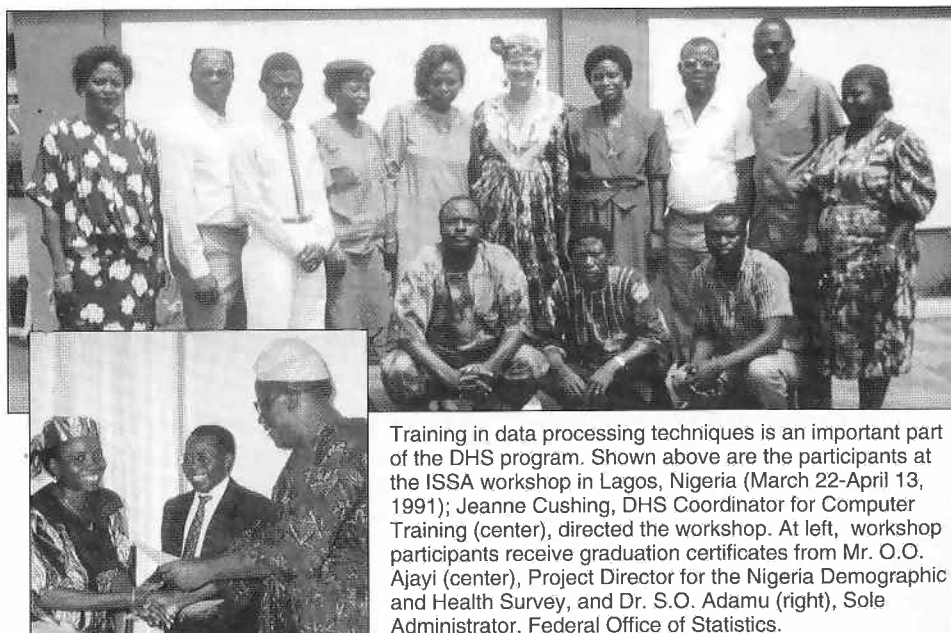 Training in data processing techniques is an important part
of the DHS program. Shown above are the participants at
the ISSA workshop in Lagos, Nigeria (March 22-April 13,
1991); Jeanne Cushing, DHS Coordinator for Computer
Training (center), directed the workshop. At left, workshop
participants receive graduation certificates from Mr. O.O.
Ajayi (center), Project Director for the Nigeria Demographic
and Health Survey, and Dr. S.O. Adamu (right), Sole
Administrator, Federal Office of Statistics.